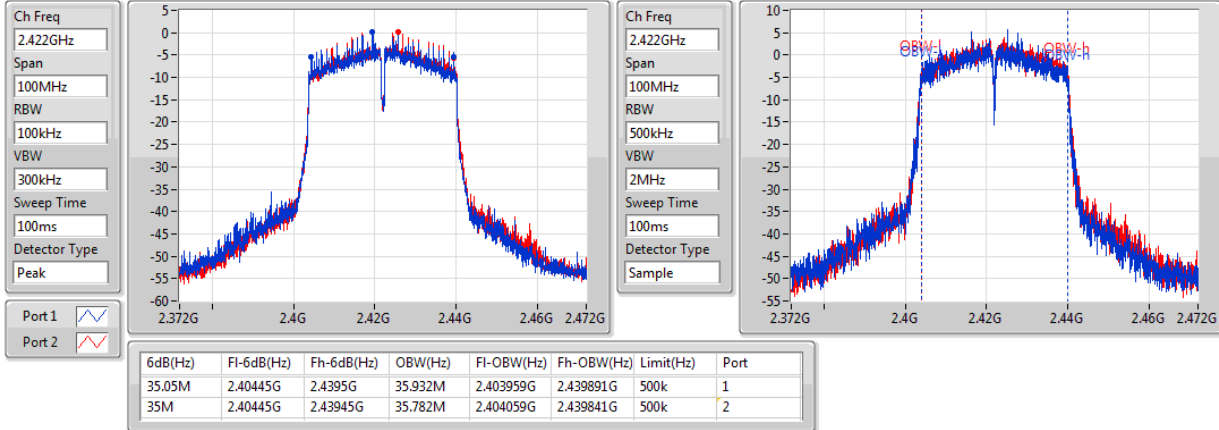 Ch Freq
2.422GHz
Span
100MHz
RBW
100kHz
VBW
300kHz
Sweep Time
100ms
Detector Type
Peak
Port 1
Port 2
5
0
-5
-10
-15
-20
-25
-30
-35
-40
-45
-50
-55
-60
2.372G 2.4G 2.42G 2.44G 2.46G 2.472G
Ch Freq
2.422GHz
Span
100MHz
RBW
500kHz
VBW
2MHz
Sweep Time
100ms
Detector Type
Sample
10
5
0
-5
-10
-15
-20
-25
-30
-35
-40
-45
-50
-55
OBW-l OBW-h
OBW-l OBW-h
2.372G 2.4G 2.42G 2.44G 2.46G 2.472G
6dB(Hz) Fl-6dB(Hz) Fh-6dB(Hz) OBW(Hz) Fl-OBW(Hz) Fh-OBW(Hz) Limit(Hz) Port
35.05M 2.40445G 2.4395G 35.932M 2.403959G 2.439891G 500k 1
35M 2.40445G 2.43945G 35.782M 2.404059G 2.439841G 500k 2